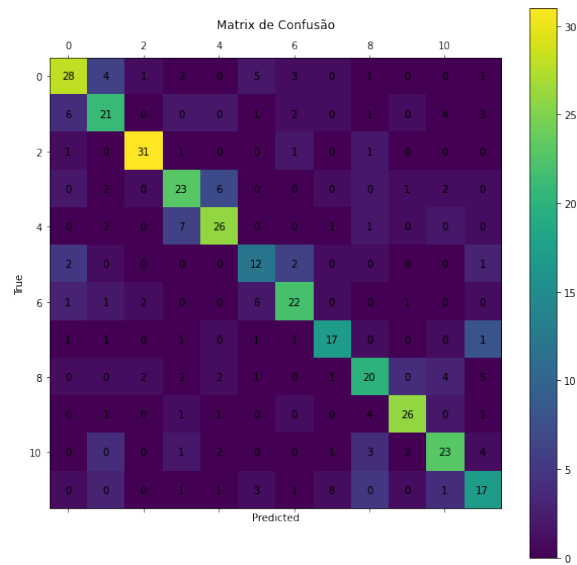 Matrix de Confusão
0 2 4 6 8 10
30
0 28 4 1 2 0 5 3 0 1 0 0 1
6 21 0 0 0 1 2 0 1 0 4 3
25
2 1 0 31 1 0 0 1 0 1 0 0 0
0 2 0 23 6 0 0 0 0 1 2 0
20
4 0 2 0 7 26 0 0 1 1 0 2 0
2 0 0 0 0 12 2 0 0 0 0 1
True
15
6 1 1 2 0 0 6 22 0 0 1 0 0
1 1 0 1 0 1 1 17 0 0 0 1
10
8 0 0 2 2 2 1 0 1 20 0 4 5
0 1 0 1 1 0 0 0 4 26 0 1
5
10 0 0 0 1 2 0 0 1 3 2 23 4
0 0 0 1 1 3 1 8 0 0 1 17
Predicted
0